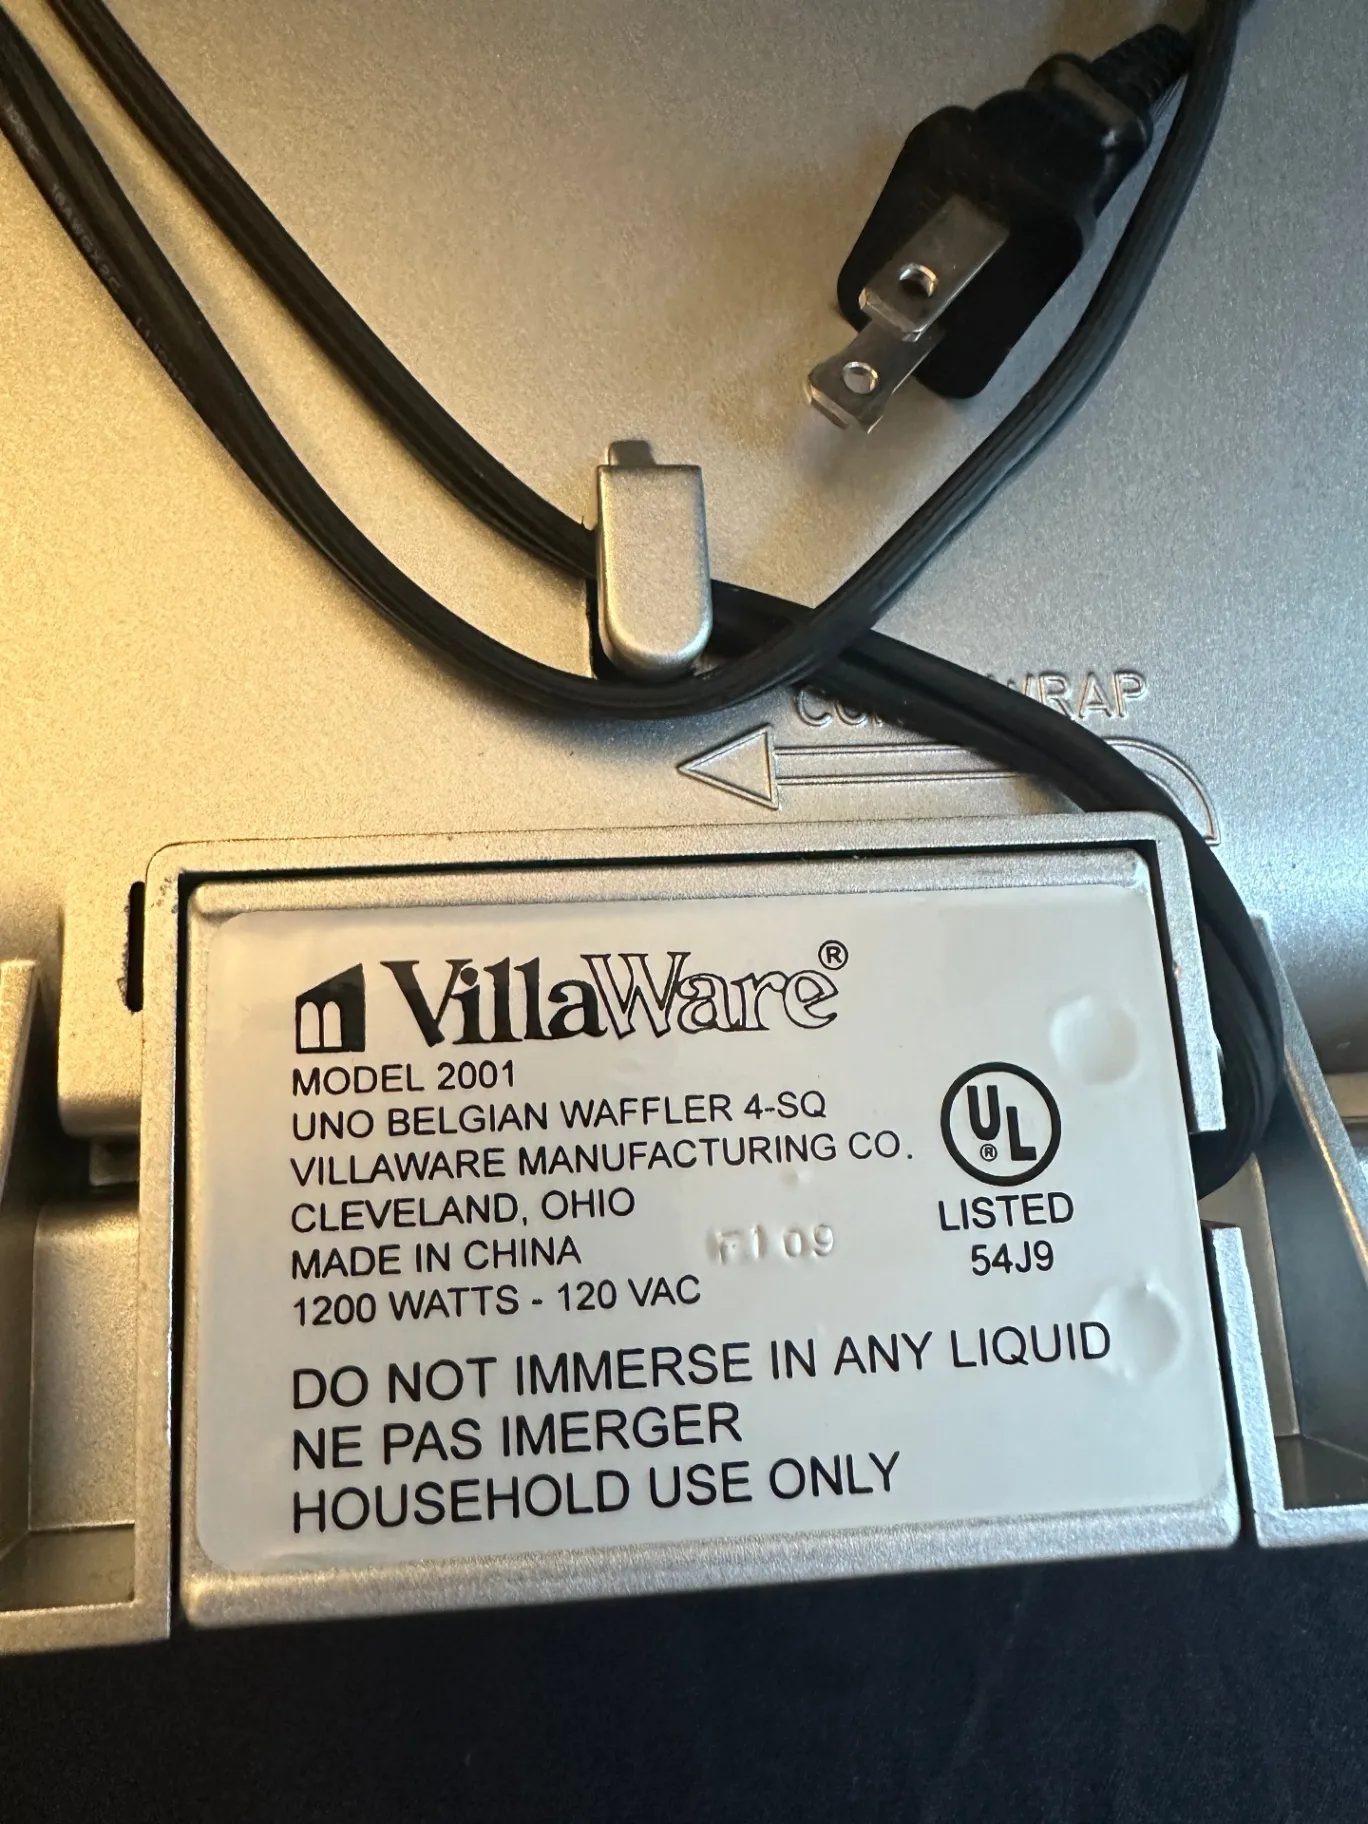 CORD WRAP
VillaWare®
MODEL 2001
UNO BELGIAN WAFFLER 4-SQ
VILLAWARE MANUFACTURING CO.
CLEVELAND, OHIO
MADE IN CHINA
1200 WATTS - 120 VAC
UL®
LISTED
54J9
DO NOT IMMERSE IN ANY LIQUID
NE PAS IMERGER
HOUSEHOLD USE ONLY